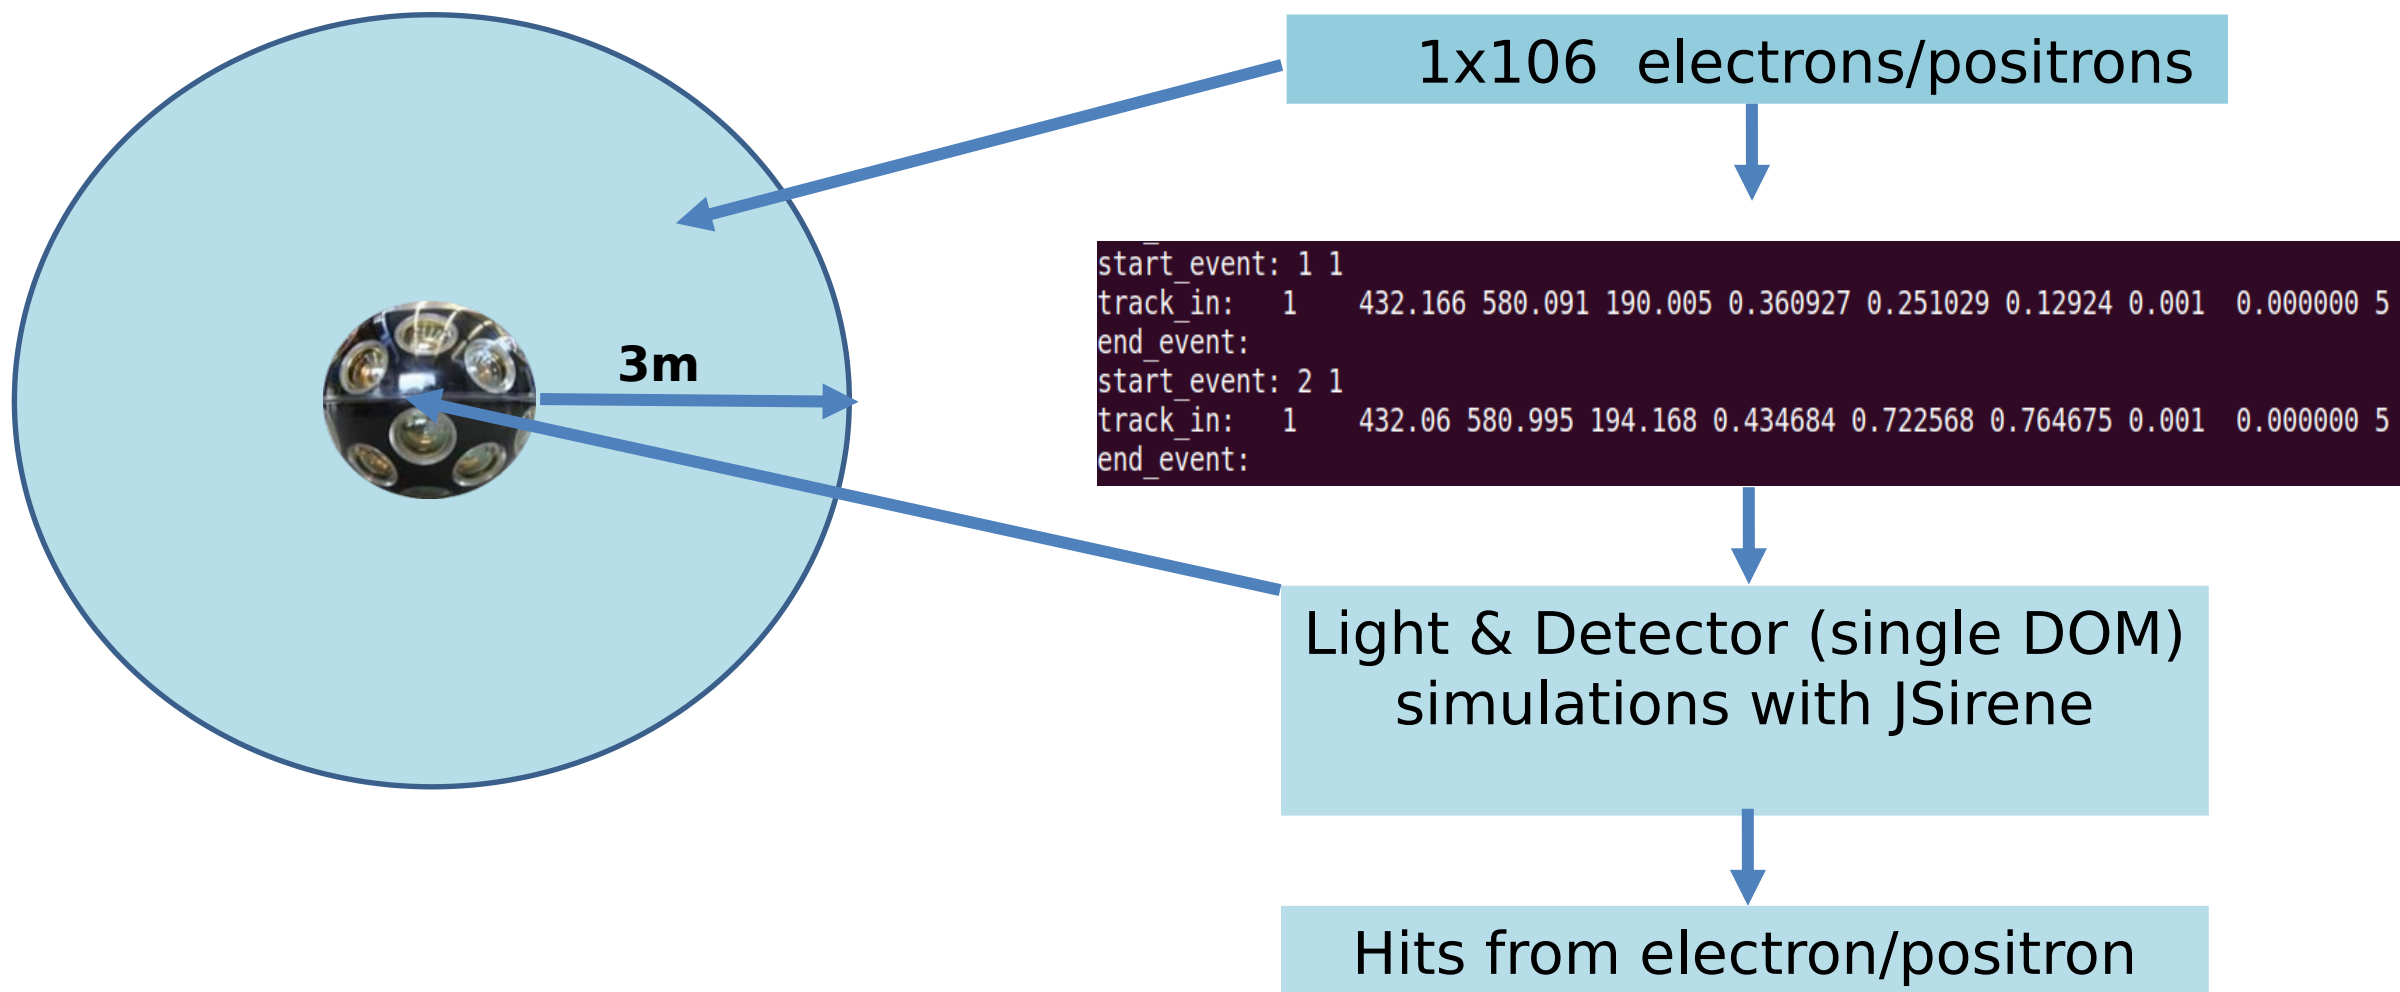 1x106 electrons/positrons
start_event: 1 1
track_in: 1 432.166 580.091 190.005 0.360927 0.251029 0.12924 0.001 0.000000 5
end_event:
start_event: 2 1
track_in: 1 432.06 580.995 194.168 0.434684 0.722568 0.764675 0.001 0.000000 5
end_event:
3m
Light & Detector (single DOM)
simulations with JSirene
Hits from electron/positron